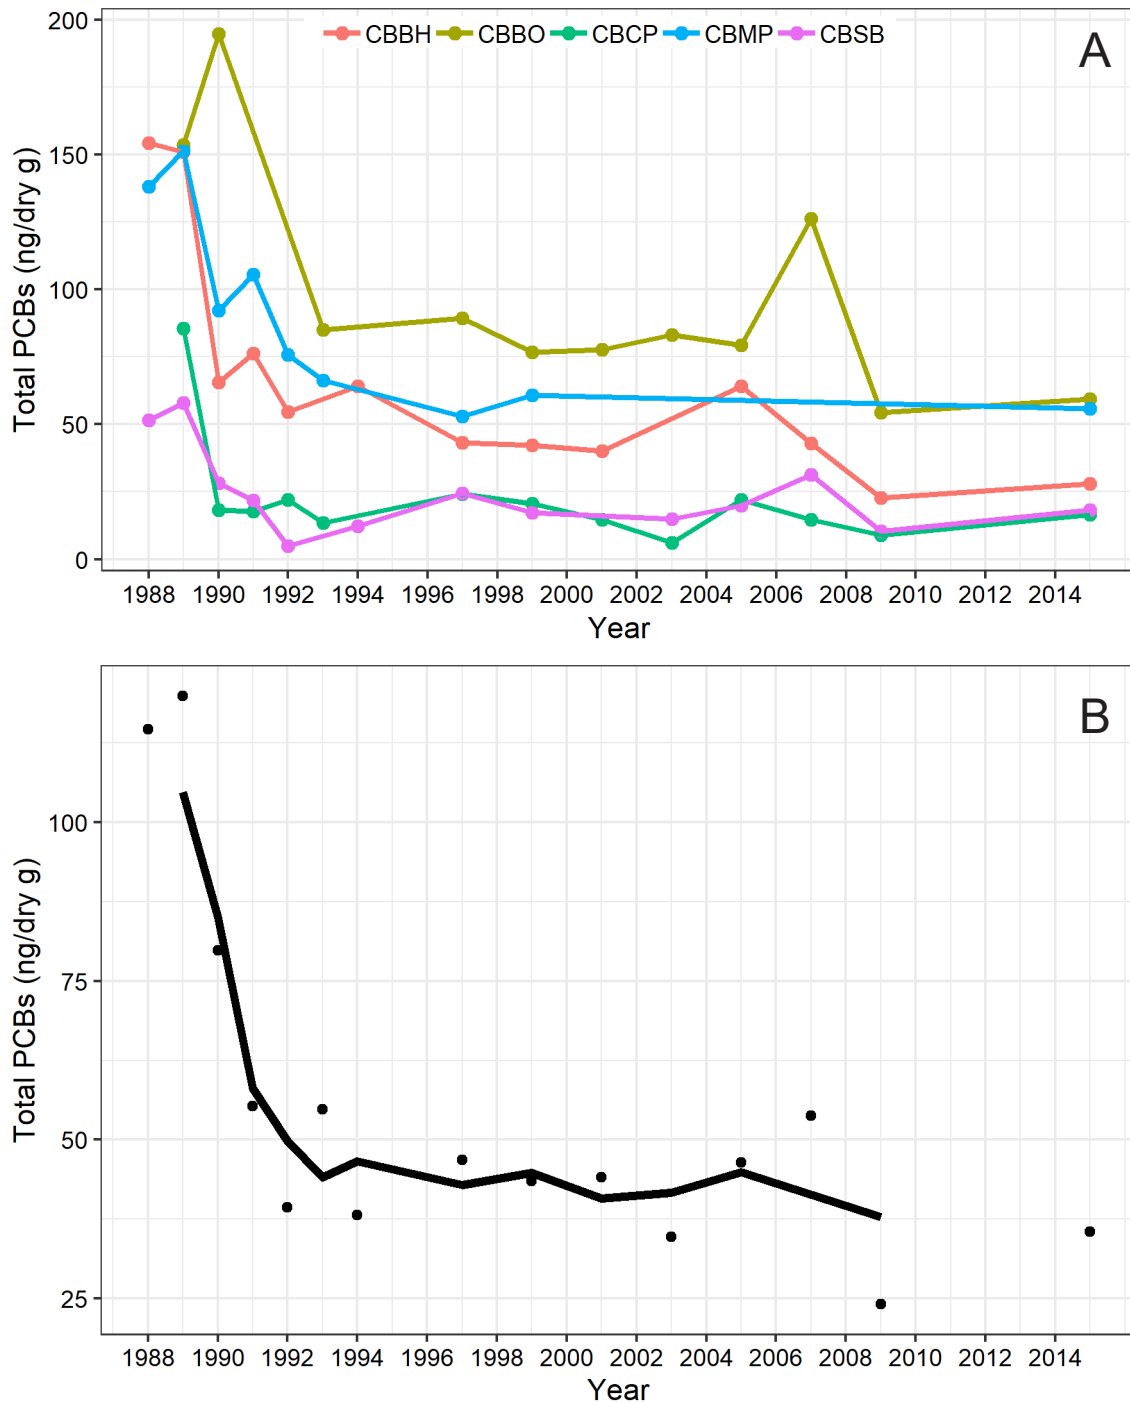 CBBH CBBO CBCP CBMP CBSB
A
Total PCBs (ng/dry g)
200
150
100
50
0
1988 1990 1992 1994 1996 1998 2000 2002 2004 2006 2008 2010 2012 2014
Year
B
Total PCBs (ng/dry g)
100
75
50
25
1988 1990 1992 1994 1996 1998 2000 2002 2004 2006 2008 2010 2012 2014
Year